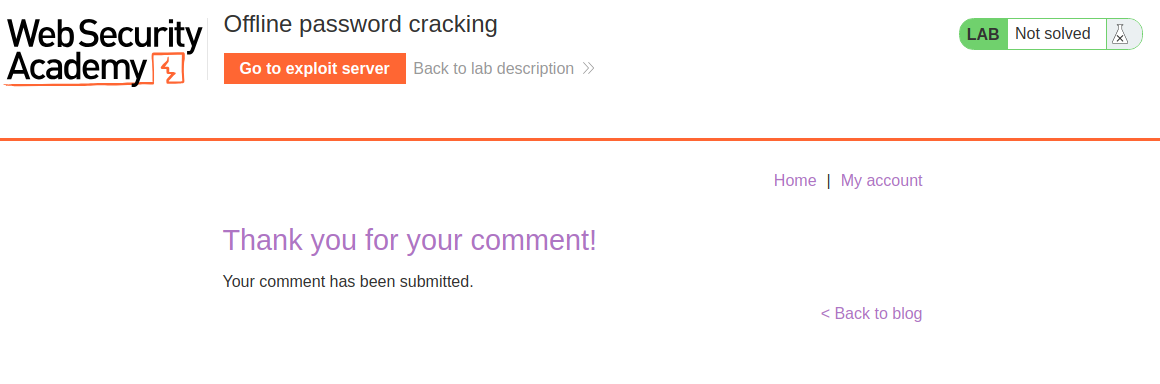 Web Security
Academy
Offline password cracking
Go to exploit server
Back to lab description
LAB
Not solved
Home | My account
Thank you for your comment!
Your comment has been submitted.
< Back to blog